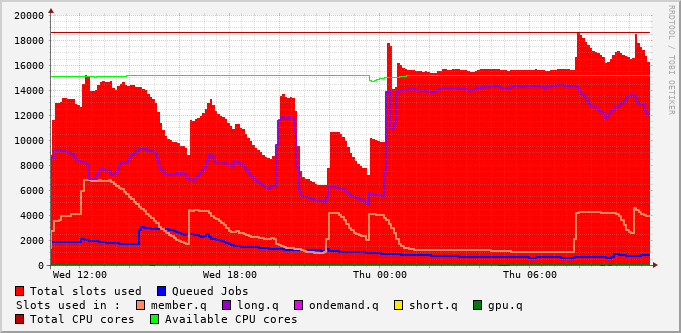 20000
18000
16000
14000
12000
10000
8000
6000
4000
2000
0
Wed 12:00 Wed 18:00 Thu 00:00 Thu 06:00
Total slots used Queued Jobs
Slots used in : member.q long.q ondemand.q short.q gpu.q
Total CPU cores Available CPU cores
RRDTOOL / TOBI OETIKER